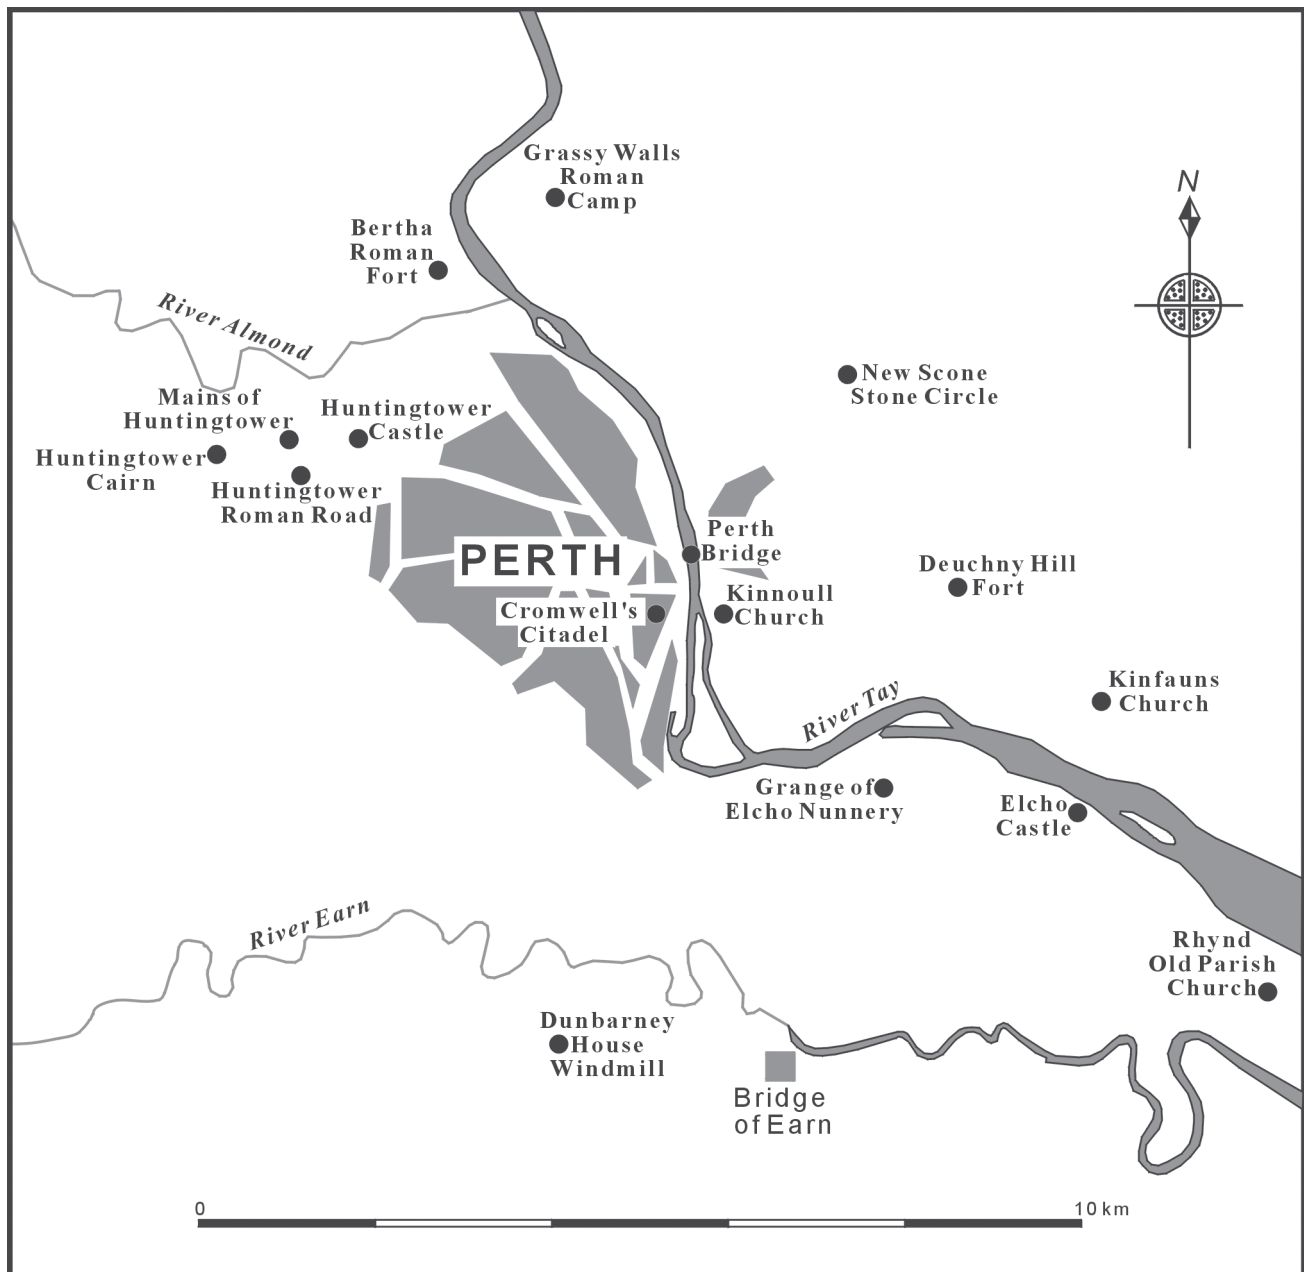 Grassy Walls
Roman
Camp
N
Bertha
Roman
Fort
River Almond
New Scone
Stone Circle
Mains of
Huntingtower
Huntingtower
Castle
Huntingtower
Cairn
Huntingtower
Roman Road
Perth
Bridge
PERTH
Deuchny Hill
Fort
Kinnoull
Church
Cromwell's
Citadel
Kinfauns
Church
River Tay
Grange of
Elcho Nunnery
Elcho
Castle
River Earn
Rhynd
Old Parish
Church
Dunbarney
House
Windmill
Bridge
of Earn
0
10 km